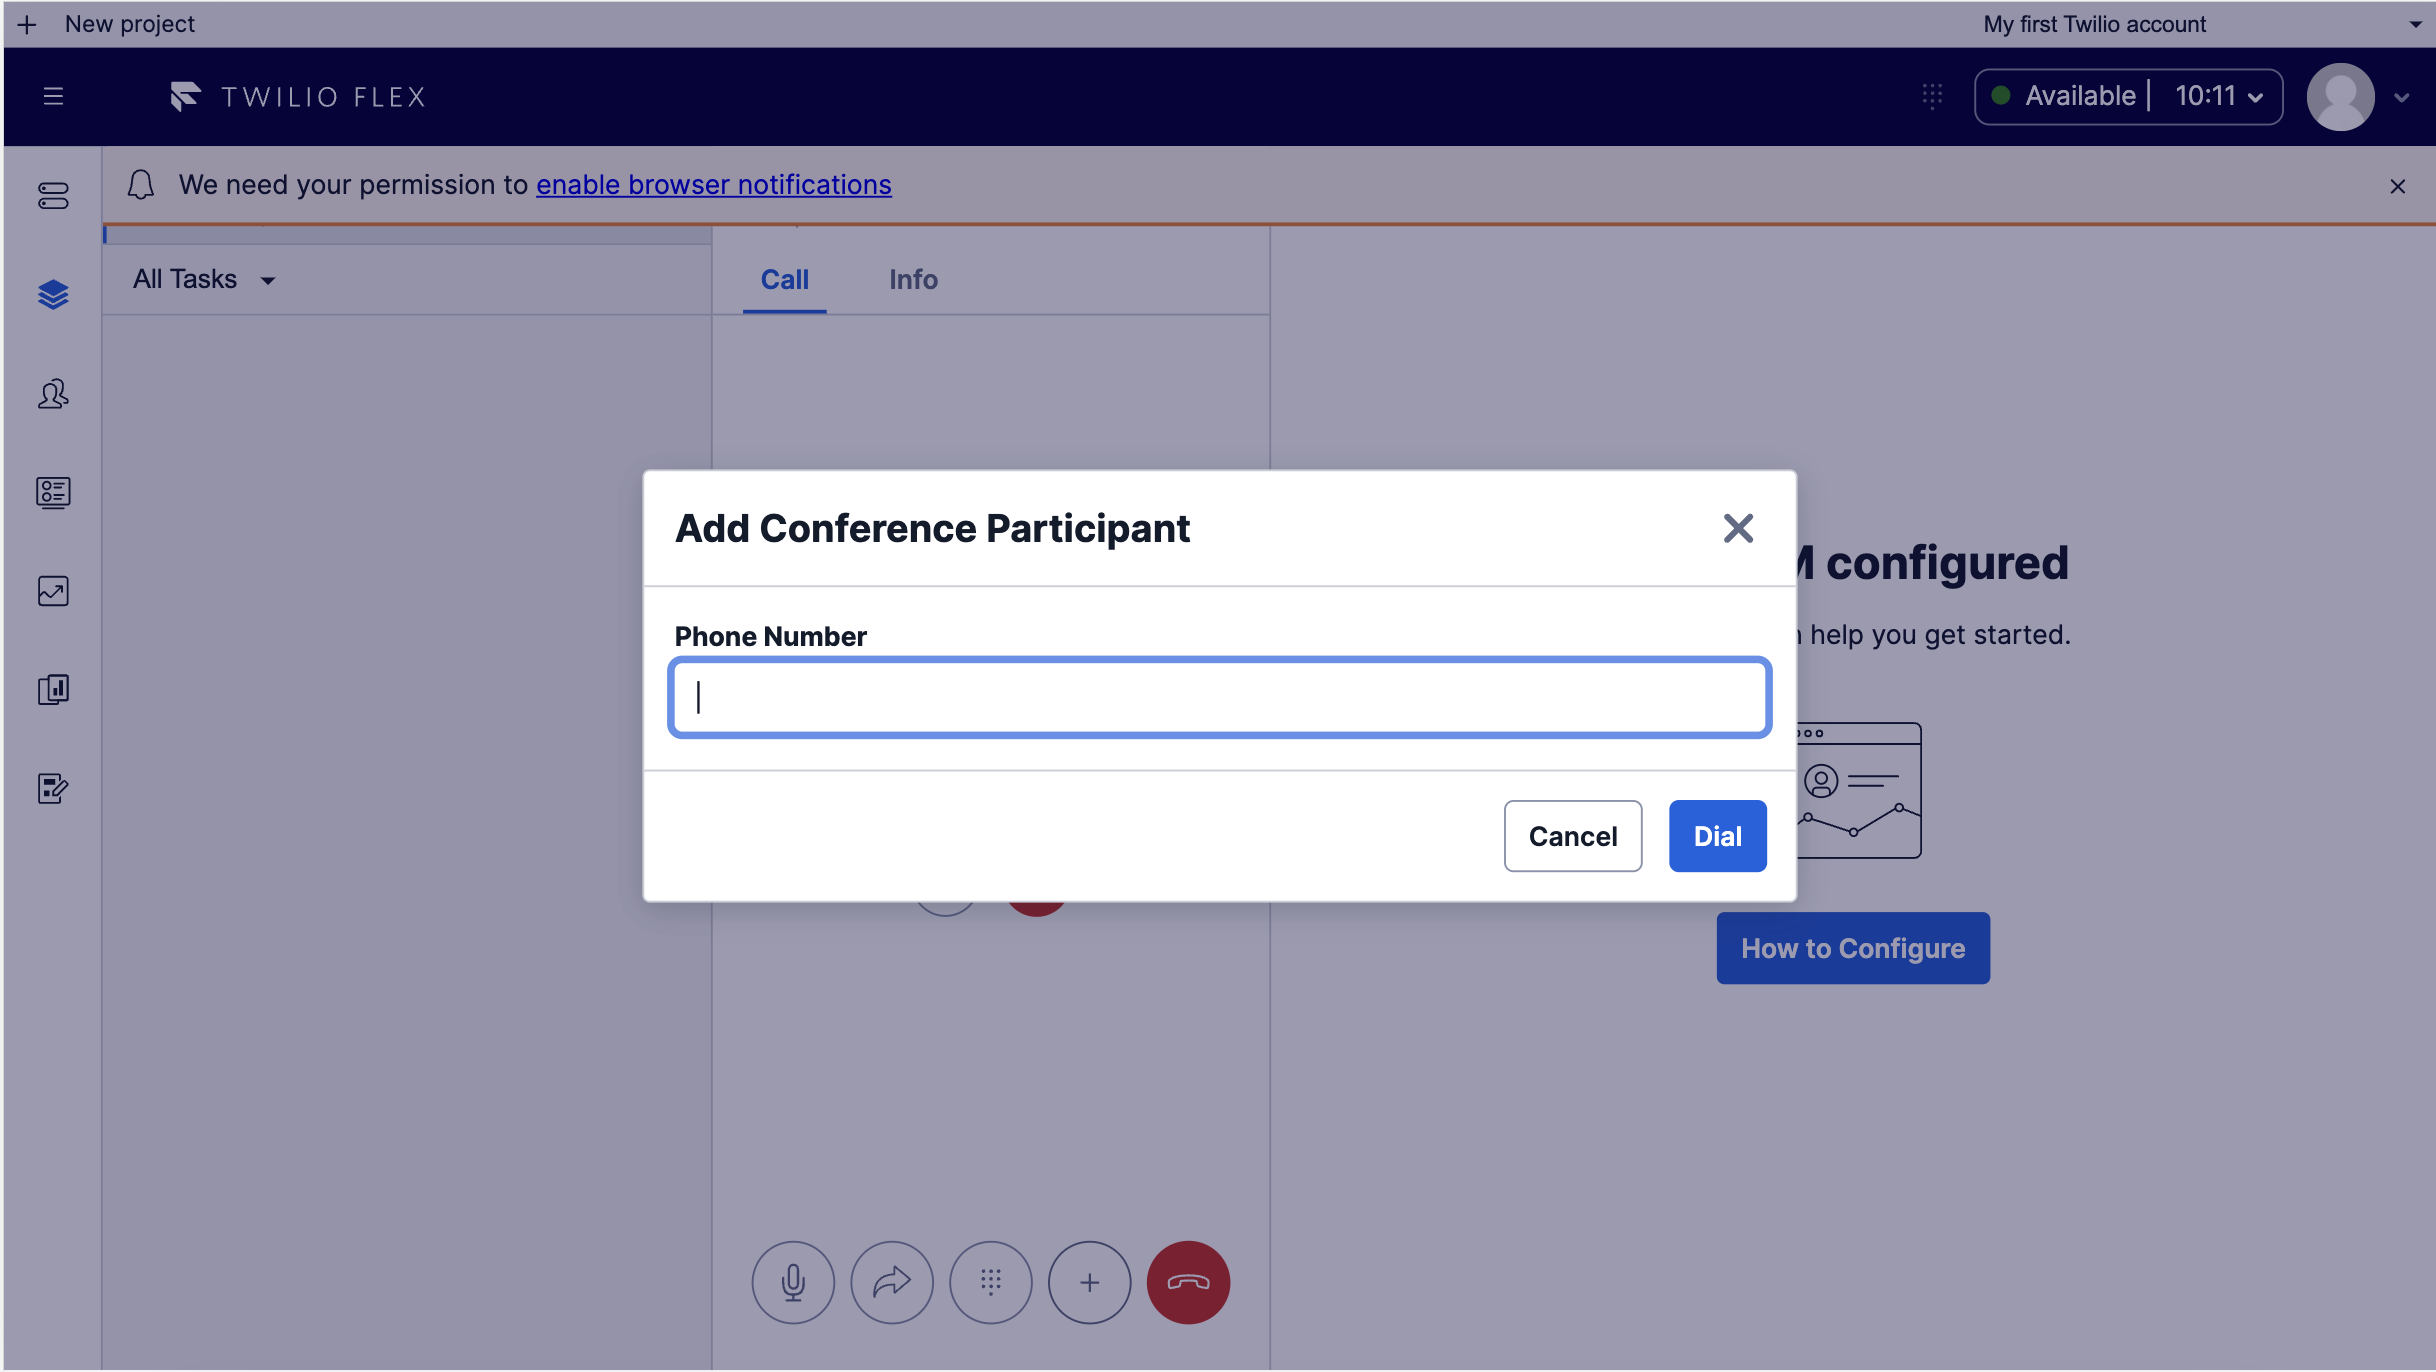 New project
My first Twilio account
TWILIO FLEX
Available | 10:11
We need your permission to enable browser notifications
All Tasks
Call
Info
Add Conference Participant
configured
Phone Number
help you get started.
Cancel
Dial
How to Configure